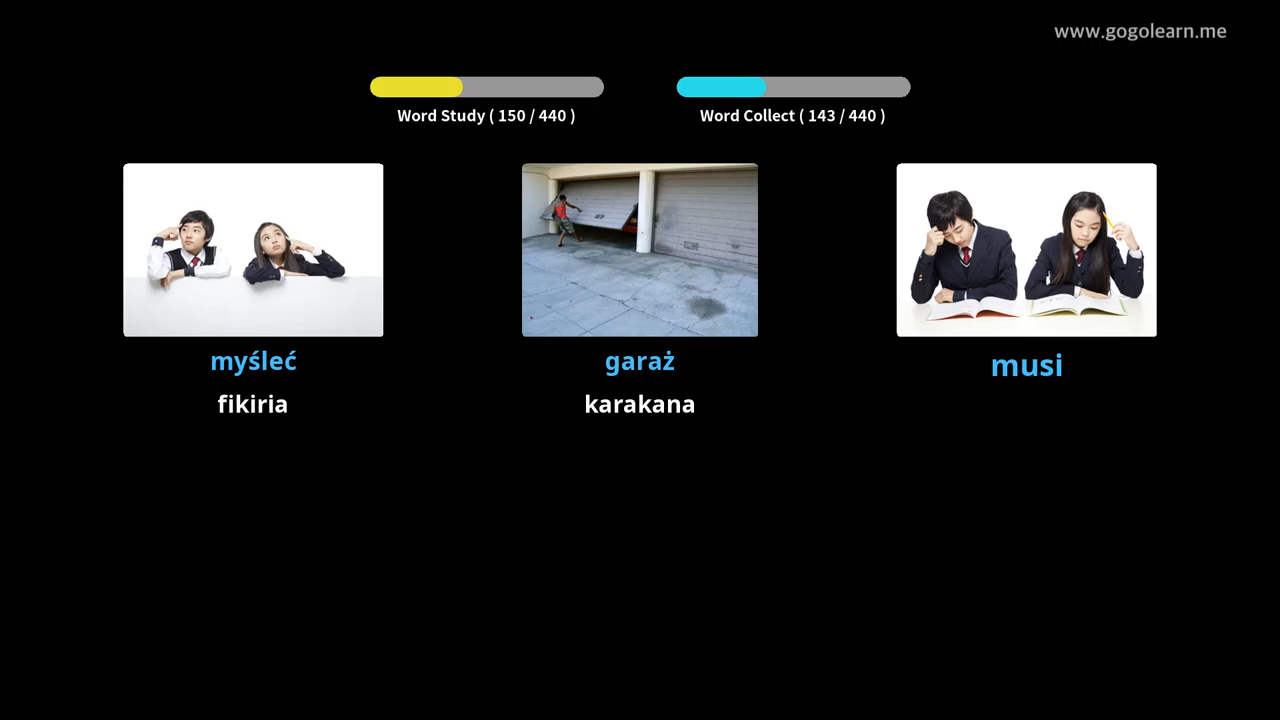 www.gogolearn.me
Word Study ( 150 / 440 )
Word Collect ( 143 / 440 )
myśleć
fikiria
garaż
karakana
musi